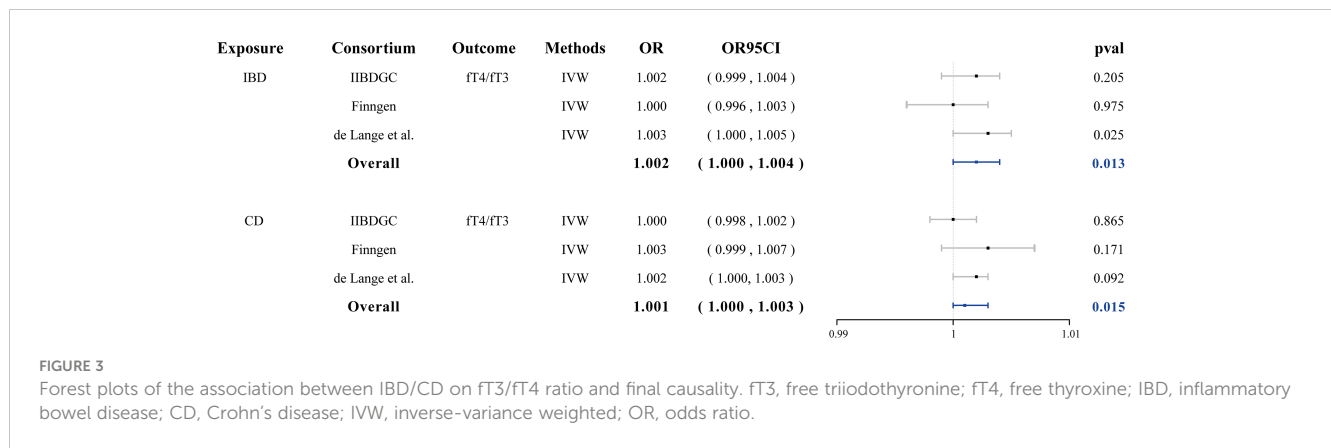 Exposure Consortium Outcome Methods OR OR95CI pval
IBD IIBDGC fT4/fT3 IVW 1.002 ( 0.999 , 1.004 ) 0.205
Finngen IVW 1.000 ( 0.996 , 1.003 ) 0.975
de Lange et al. IVW 1.003 ( 1.000 , 1.005 ) 0.025
Overall 1.002 ( 1.000 , 1.004 ) 0.013
CD IIBDGC fT4/fT3 IVW 1.000 ( 0.998 , 1.002 ) 0.865
Finngen IVW 1.003 ( 0.999 , 1.007 ) 0.171
de Lange et al. IVW 1.002 ( 1.000, 1.003 ) 0.092
Overall 1.001 ( 1.000 , 1.003 ) 0.015
0.99 1 1.01
FIGURE 3
Forest plots of the association between IBD/CD on fT3/fT4 ratio and final causality. fT3, free triiodothyronine; fT4, free thyroxine; IBD, inflammatory
bowel disease; CD, Crohn's disease; IVW, inverse-variance weighted; OR, odds ratio.